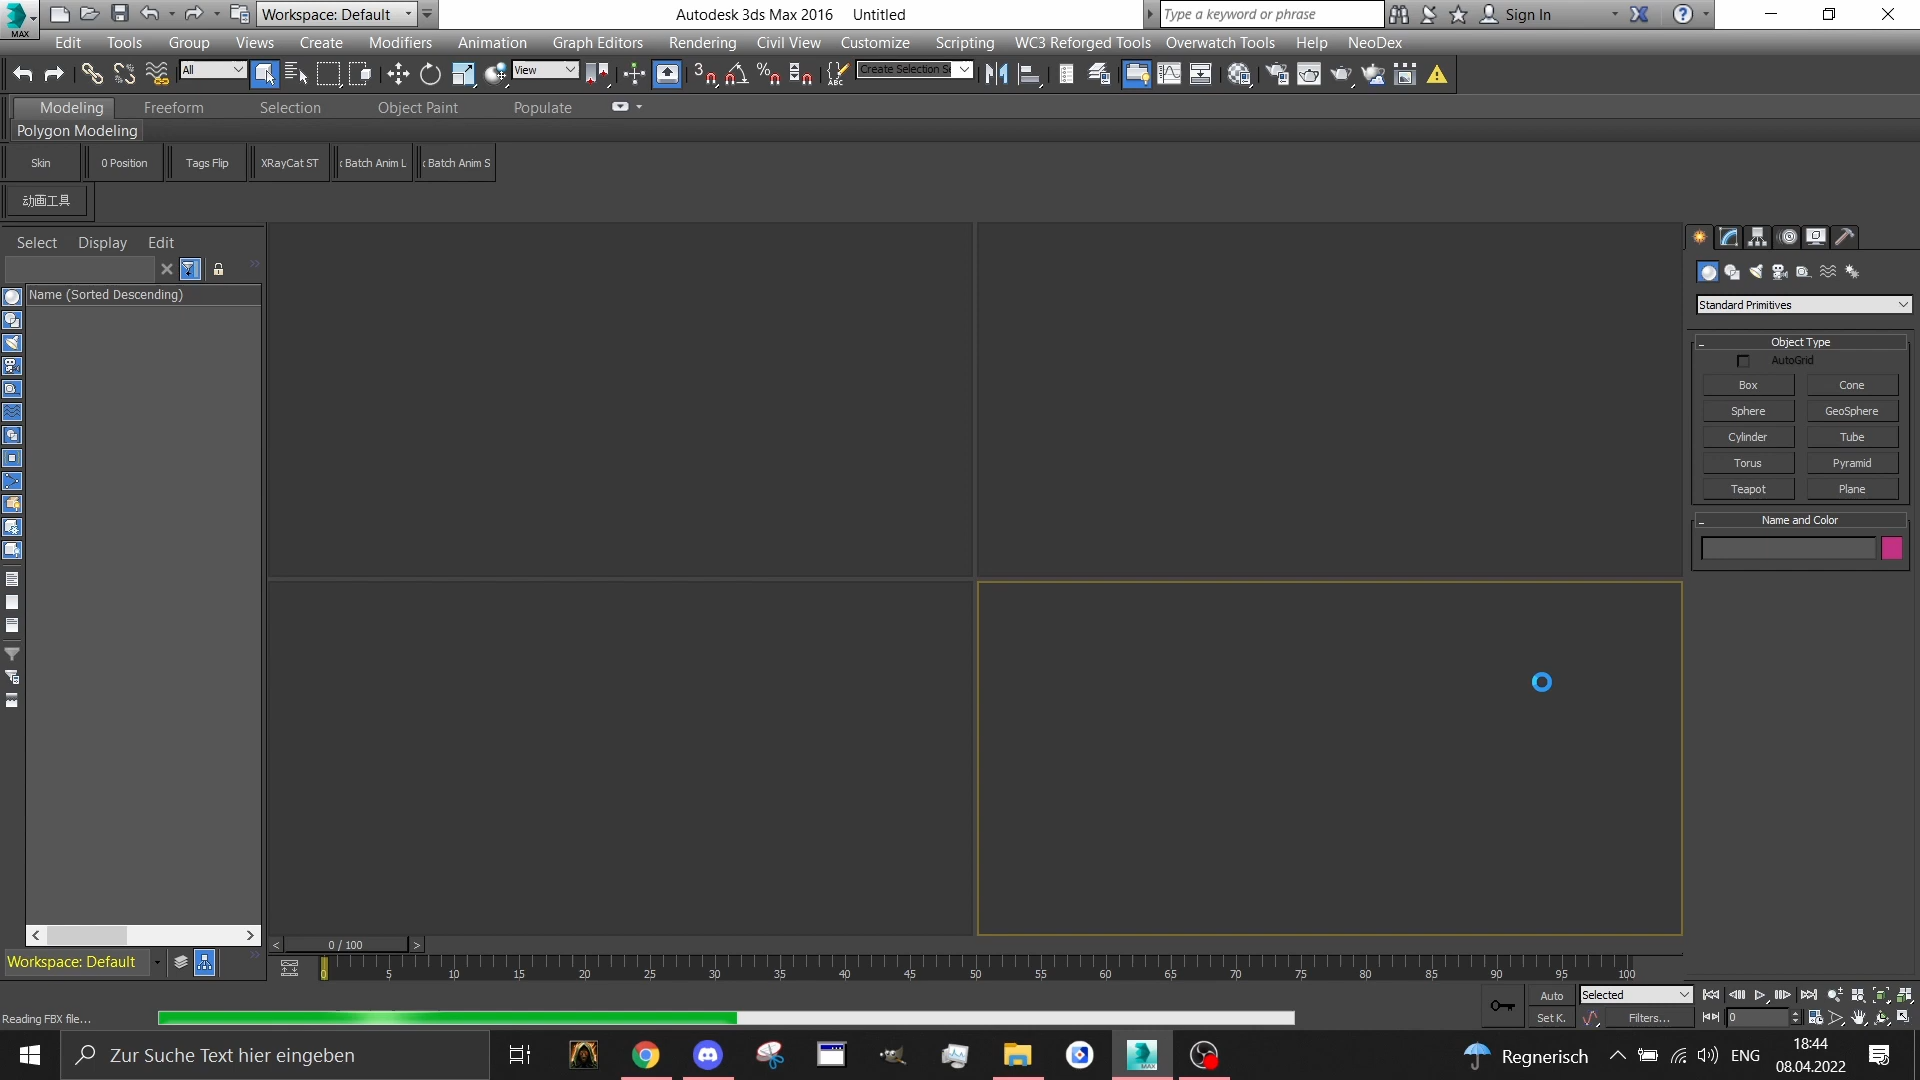 Workspace: Default
Autodesk 3ds Max 2016 Untitled
Type a keyword or phrase
Sign In
MAX
Edit Tools Group Views Create Modifiers Animation Graph Editors Rendering Civil View Customize Scripting WC3 Reforged Tools Overwatch Tools Help NeoDex
All
View
3
ABC
Create Selection Se
Modeling Freeform Selection Object Paint Populate
Polygon Modeling
Skin
0 Position
Tags Flip
XRayCat ST
Batch Anim L
Batch Anim S
动画工具
Select Display Edit
Name (Sorted Descending)
Standard Primitives
Object Type
AutoGrid
Box Cone
Sphere GeoSphere
Cylinder Tube
Torus Pyramid
Teapot Plane
Name and Color
0 / 100
Workspace: Default
0 5 10 15 20 25 30 35 40 45 50 55 60 65 70 75 80 85 90 95 100
Auto Selected
Reading FBX file...
Set K. Filters... 0
Zur Suche Text hier eingeben
MAX
Regnerisch
ENG
18:44
08.04.2022